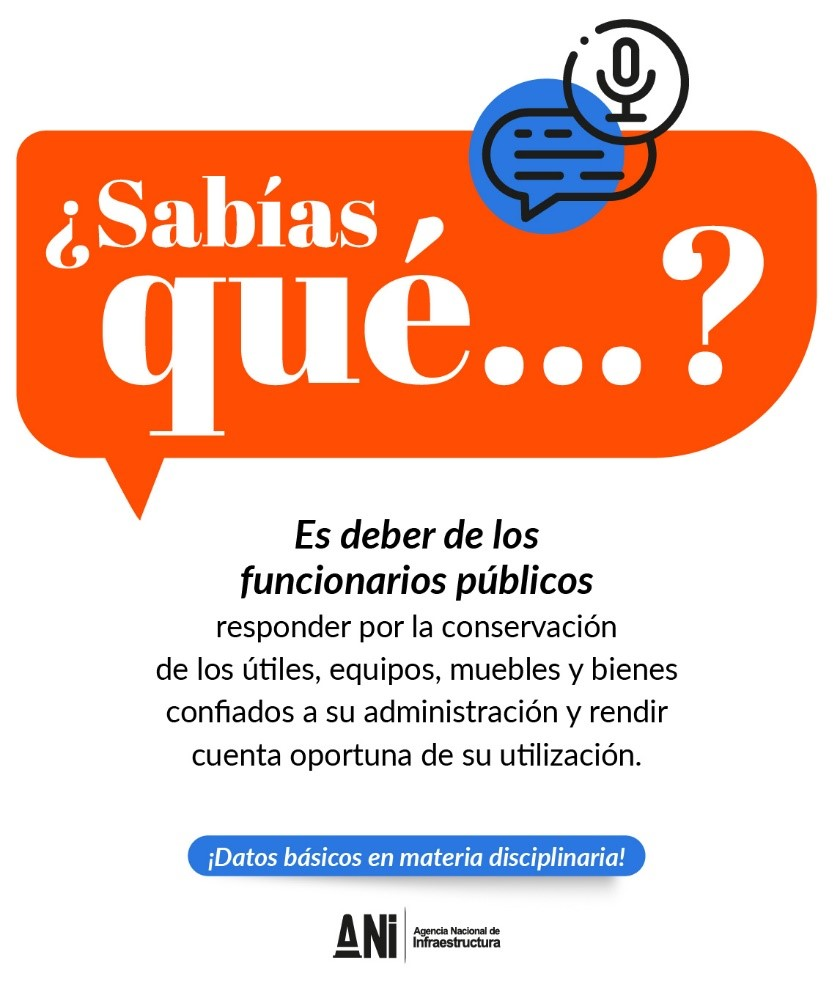 ¿Sabías
qué...?
Es deber de los
funcionarios públicos
responder por la conservación
de los útiles, equipos, muebles y bienes
confiados a su administración y rendir
cuenta oportuna de su utilización.
¡Datos básicos en materia disciplinaria!
ANi
Agencia Nacional de
Infraestructura